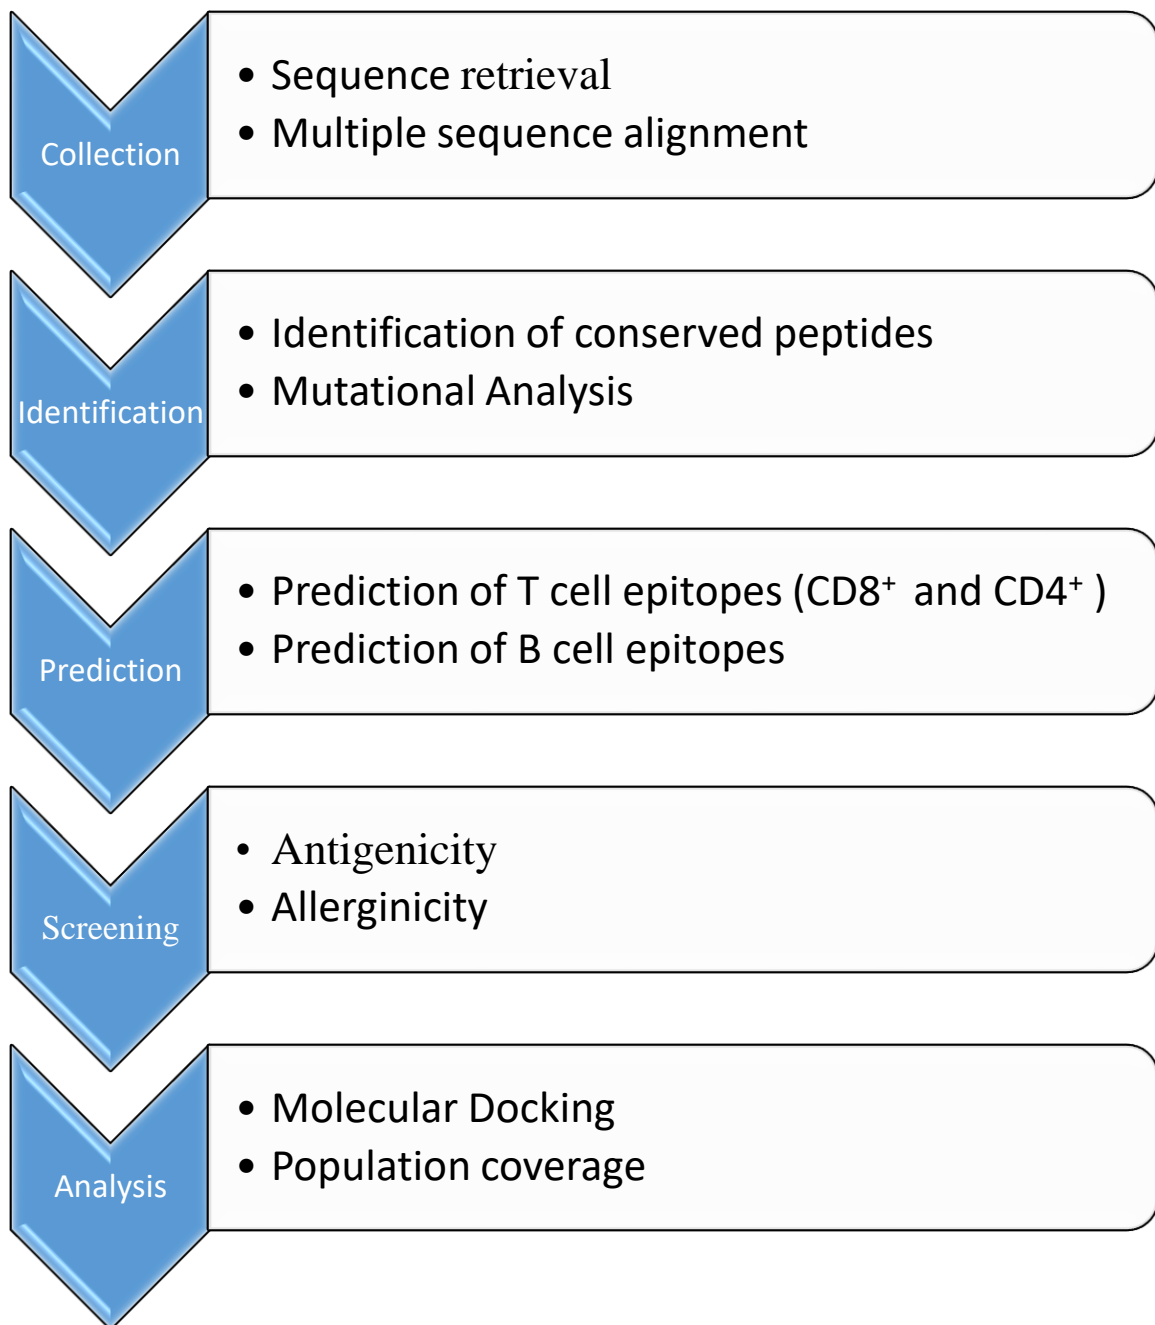 Collection
• Sequence retrieval
• Multiple sequence alignment
Identification
• Identification of conserved peptides
• Mutational Analysis
Prediction
• Prediction of T cell epitopes (CD8⁺ and CD4⁺ )
• Prediction of B cell epitopes
Screening
• Antigenicity
• Allerginicity
Analysis
• Molecular Docking
• Population coverage